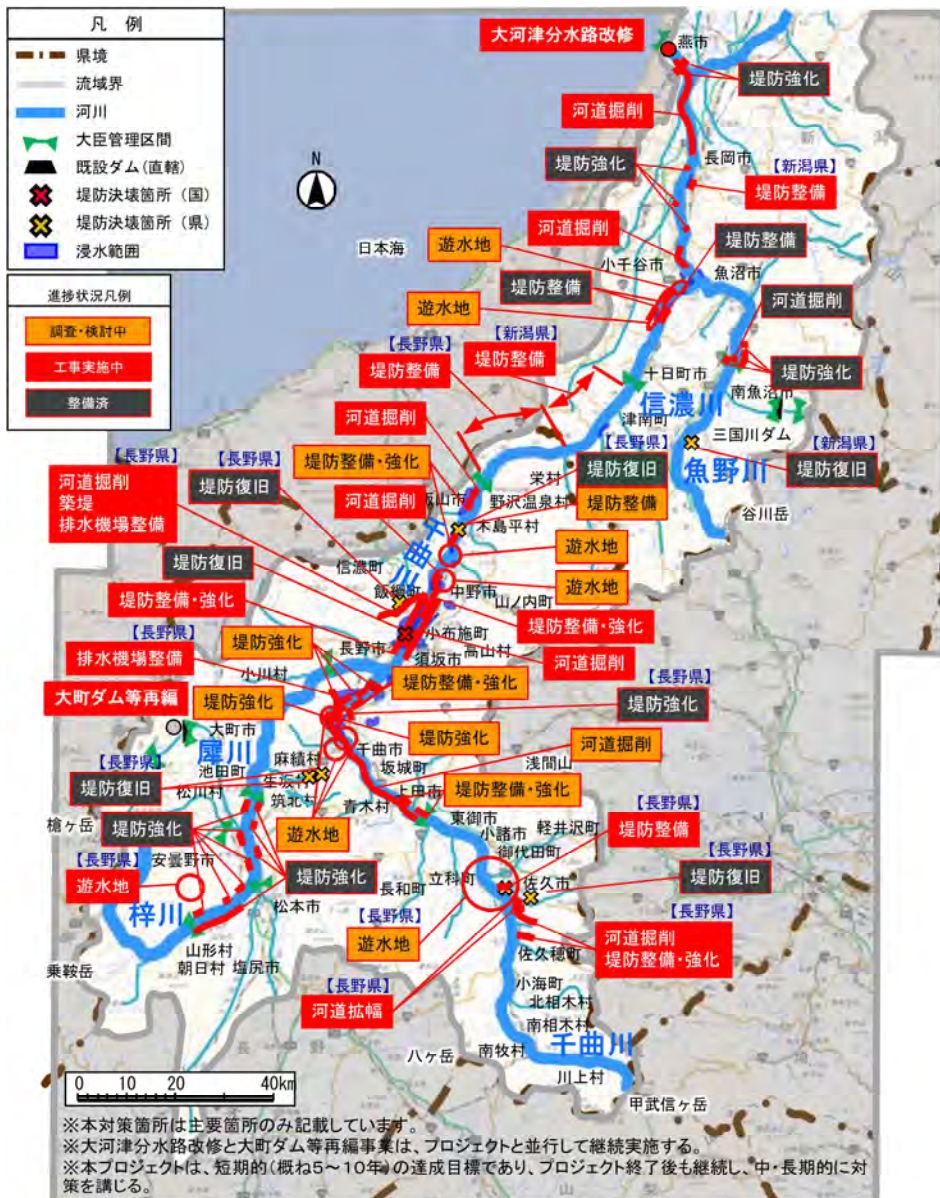 凡 例
県境
流域界
河川
大臣管理区間
既設ダム(直轄)
堤防決壊箇所(国)
堤防決壊箇所(県)
浸水範囲
進捗状況凡例
調査・検討中
工事実施中
整備済
N
日本海
大河津分水路改修
燕市
堤防強化
河道掘削
長岡市
堤防強化
【新潟県】
堤防整備
河道掘削
遊水地
小千谷市
堤防整備
魚沼市
堤防整備
遊水地
河道掘削
堤防強化
【長野県】
堤防整備
【新潟県】
堤防整備
十日町市
信濃川
南魚沼市
津南町
三国川ダム
魚野川
【新潟県】
堤防復旧
谷川岳
河道掘削
【長野県】
堤防復旧
堤防整備
栄村
野沢温泉村
飯山市
木島平村
堤防整備・強化
河道掘削
【長野県】
堤防復旧
【長野県】
河道掘削
築堤
排水機場整備
千曲川
遊水地
遊水地
信濃町
飯綱町
中野市
山ノ内町
堤防復旧
堤防整備・強化
堤防整備・強化
小布施町
高山村
須坂市
長野市
河道掘削
【長野県】
排水機場整備
堤防強化
小川村
堤防整備・強化
【長野県】
堤防強化
大町ダム等再編
堤防強化
大町市
犀川
堤防強化
河道掘削
千曲市
坂城町
浅間山
麻績村
生坂村
筑北村
池田町
松川村
【長野県】
堤防復旧
青木村
上田市
堤防整備・強化
東御市
小諸市
軽井沢町
御代田町
【長野県】
堤防整備
槍ヶ岳
堤防強化
遊水地
安曇野市
【長野県】
遊水地
堤防強化
松本市
長和町
立科町
佐久市
【長野県】
堤防復旧
【長野県】
遊水地
【長野県】
河道掘削
堤防整備・強化
梓川
山形村
朝日村
塩尻市
乗鞍岳
佐久穂町
【長野県】
河道拡幅
小海町
北相木村
南相木村
千曲川
南牧村
八ヶ岳
川上村
甲武信ヶ岳
0 10 20 40km
※本対策箇所は主要箇所のみ記載しています。
※大河津分水路改修と大町ダム等再編事業は、プロジェクトと並行して継続実施する。
※本プロジェクトは、短期的(概ね5~10年)の達成目標であり、プロジェクト終了後も継続し、中・長期的に対
策を講じる。